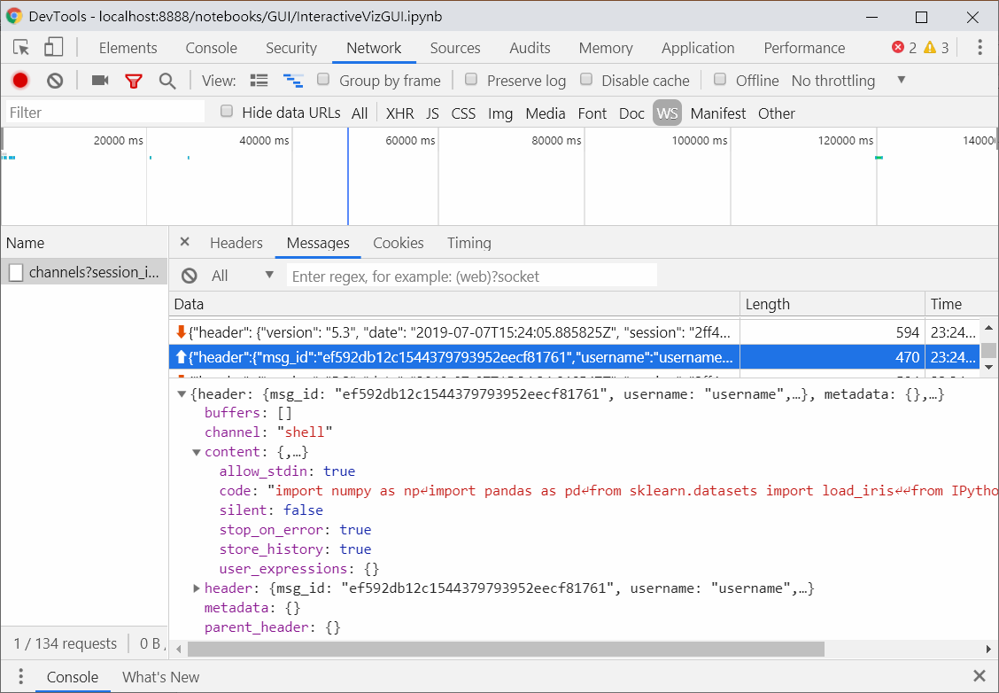 DevTools - localhost:8888/notebooks/GUI/InteractiveVizGUI.ipynb
Elements Console Security Network Sources Audits Memory Application Performance 2 3
View: Group by frame Preserve log Disable cache Offline No throttling
Filter Hide data URLs All XHR JS CSS Img Media Font Doc WS Manifest Other
20000 ms 40000 ms 60000 ms 80000 ms 100000 ms 120000 ms 14000
Name
channels?session_i...
Headers Messages Cookies Timing
All Enter regex, for example: (web)?socket
Data Length Time
{"header": {"version": "5.3", "date": "2019-07-07T15:24:05.885825Z", "session": "2ff4... 594 23:24...
{"header":{"msg_id":"ef592db12c1544379793952eecf81761","username":"username... 470 23:24...
▼{header: {msg_id: "ef592db12c1544379793952eecf81761", username: "username",…}, metadata: {},…}
buffers: []
channel: "shell"
▼content: {,…}
allow_stdin: true
code: "import numpy as np↵import pandas as pd↵from sklearn.datasets import load_iris↵↵from IPytho
silent: false
stop_on_error: true
store_history: true
user_expressions: {}
▶header: {msg_id: "ef592db12c1544379793952eecf81761", username: "username",…}
metadata: {}
parent_header: {}
1 / 134 requests 0 B
Console What's New